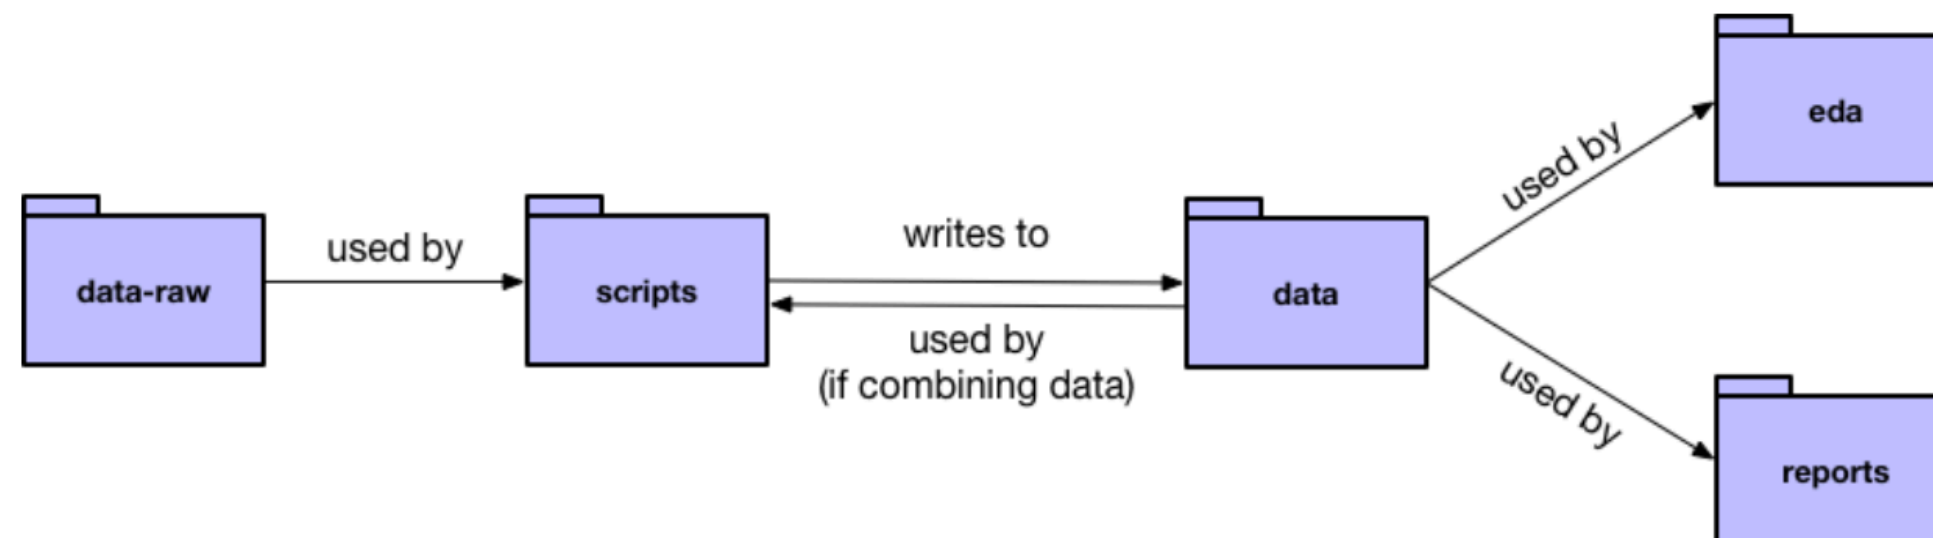 data-raw
used by
scripts
writes to
used by
(if combining data)
data
used by
eda
used by
reports